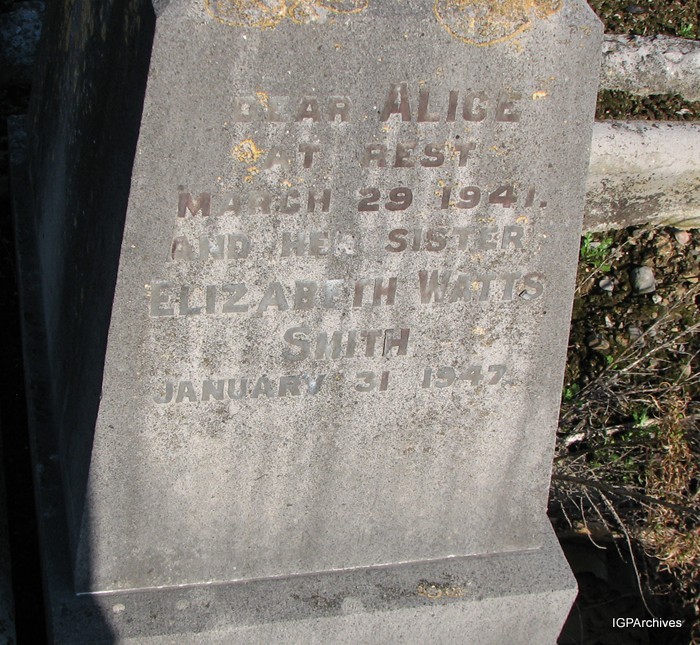 DEAR ALICE
AT REST
MARCH 29 1941.
AND HER SISTER
ELIZABETH WATTS
SMITH
JANUARY 31 1947.
IGPArchives